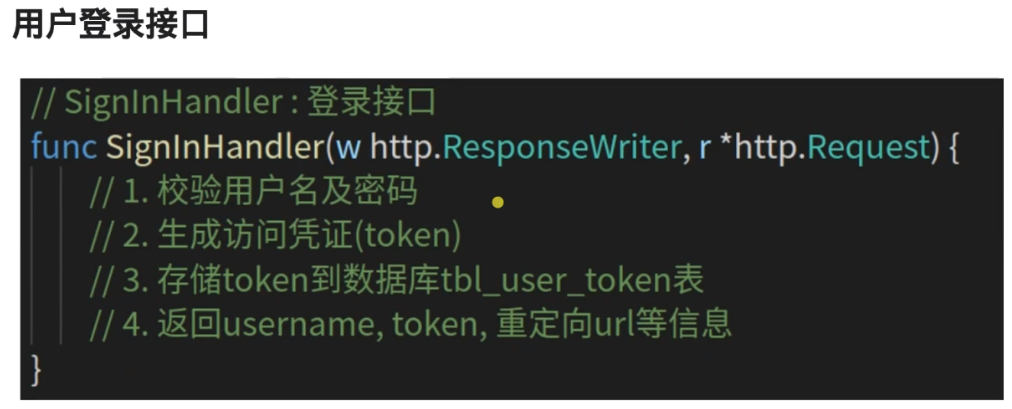 用户登录接口
// SignInHandler : 登录接口
func SignInHandler(w http.ResponseWriter, r *http.Request) {
// 1. 校验用户名及密码
// 2. 生成访问凭证(token)
// 3. 存储token到数据库tbl_user_token表
// 4. 返回username, token, 重定向url等信息
}